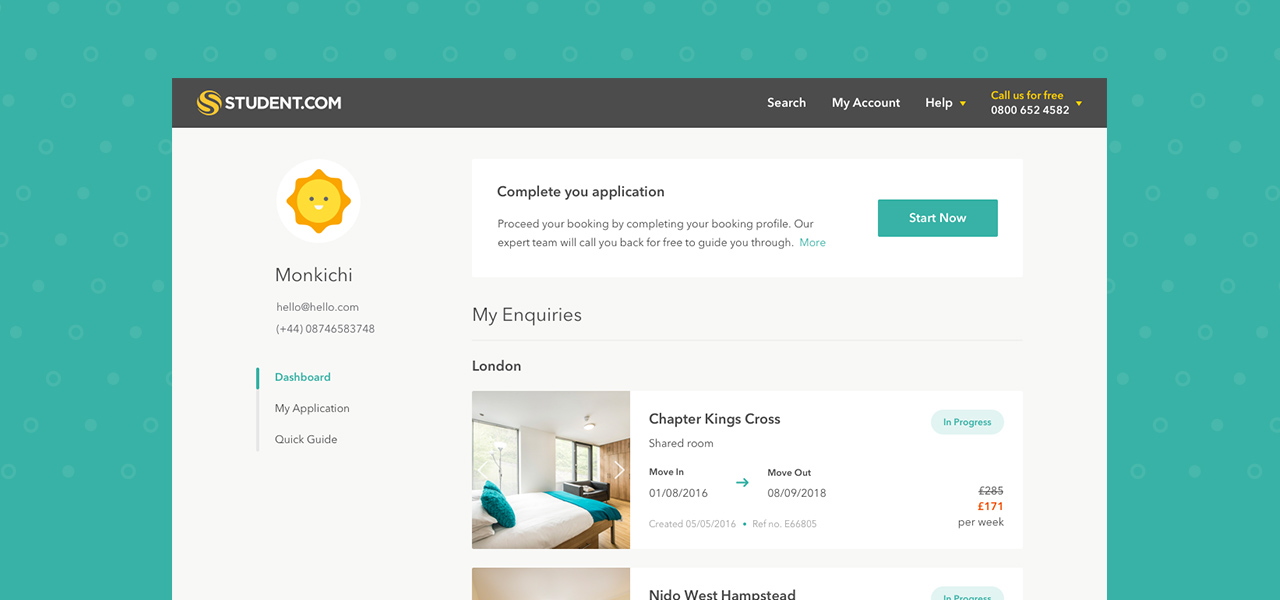 STUDENT.COM
Search
My Account
Help
Call us for free
0800 652 4582
Monkichi
hello@hello.com
(+44) 08746583748
Dashboard
My Application
Quick Guide
Complete you application
Proceed your booking by completing your booking profile. Our
expert team will call you back for free to guide you through. More
Start Now
My Enquiries
London
Chapter Kings Cross
In Progress
Shared room
Move In
Move Out
01/08/2016
08/09/2018
£285
£171
per week
Created 05/05/2016 • Ref no. E66805
Nido West Hampstead
In Progress